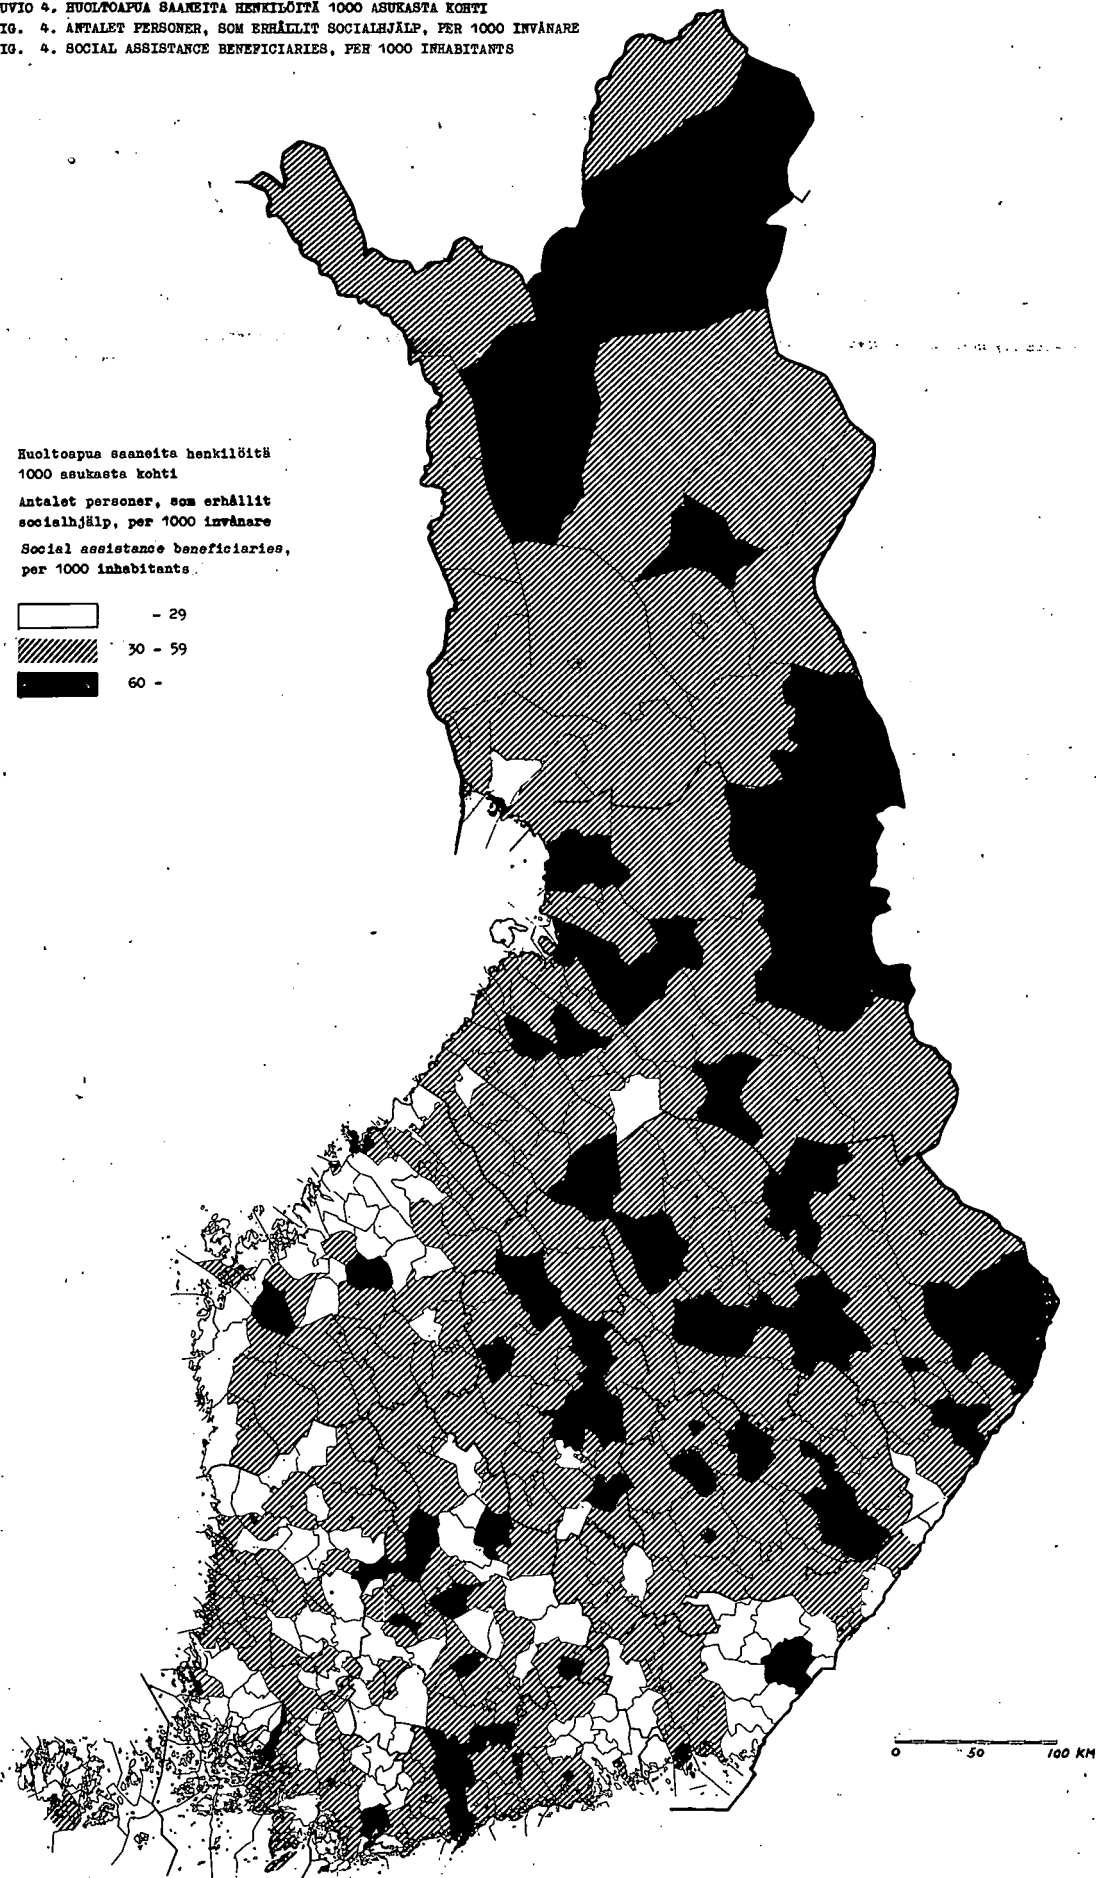 UVIO 4. HUOLTOAPUA SAANEITA HENKILÖITÄ 1000 ASUKASTA KOHTI
IG. 4. ANTALET PERSONER, SOM ERHÅLLIT SOCIALHJÄLP, PER 1000 INVÅNARE
IG. 4. SOCIAL ASSISTANCE BENEFICIARIES, PER 1000 INHABITANTS
Huoltoapua saaneita henkilöitä
1000 asukasta kohti
Antalet personer, som erhållit
socialhjälp, per 1000 invånare
Social assistance beneficiaries,
per 1000 inhabitants
- 29
30 - 59
60 -
0 50 100 KM